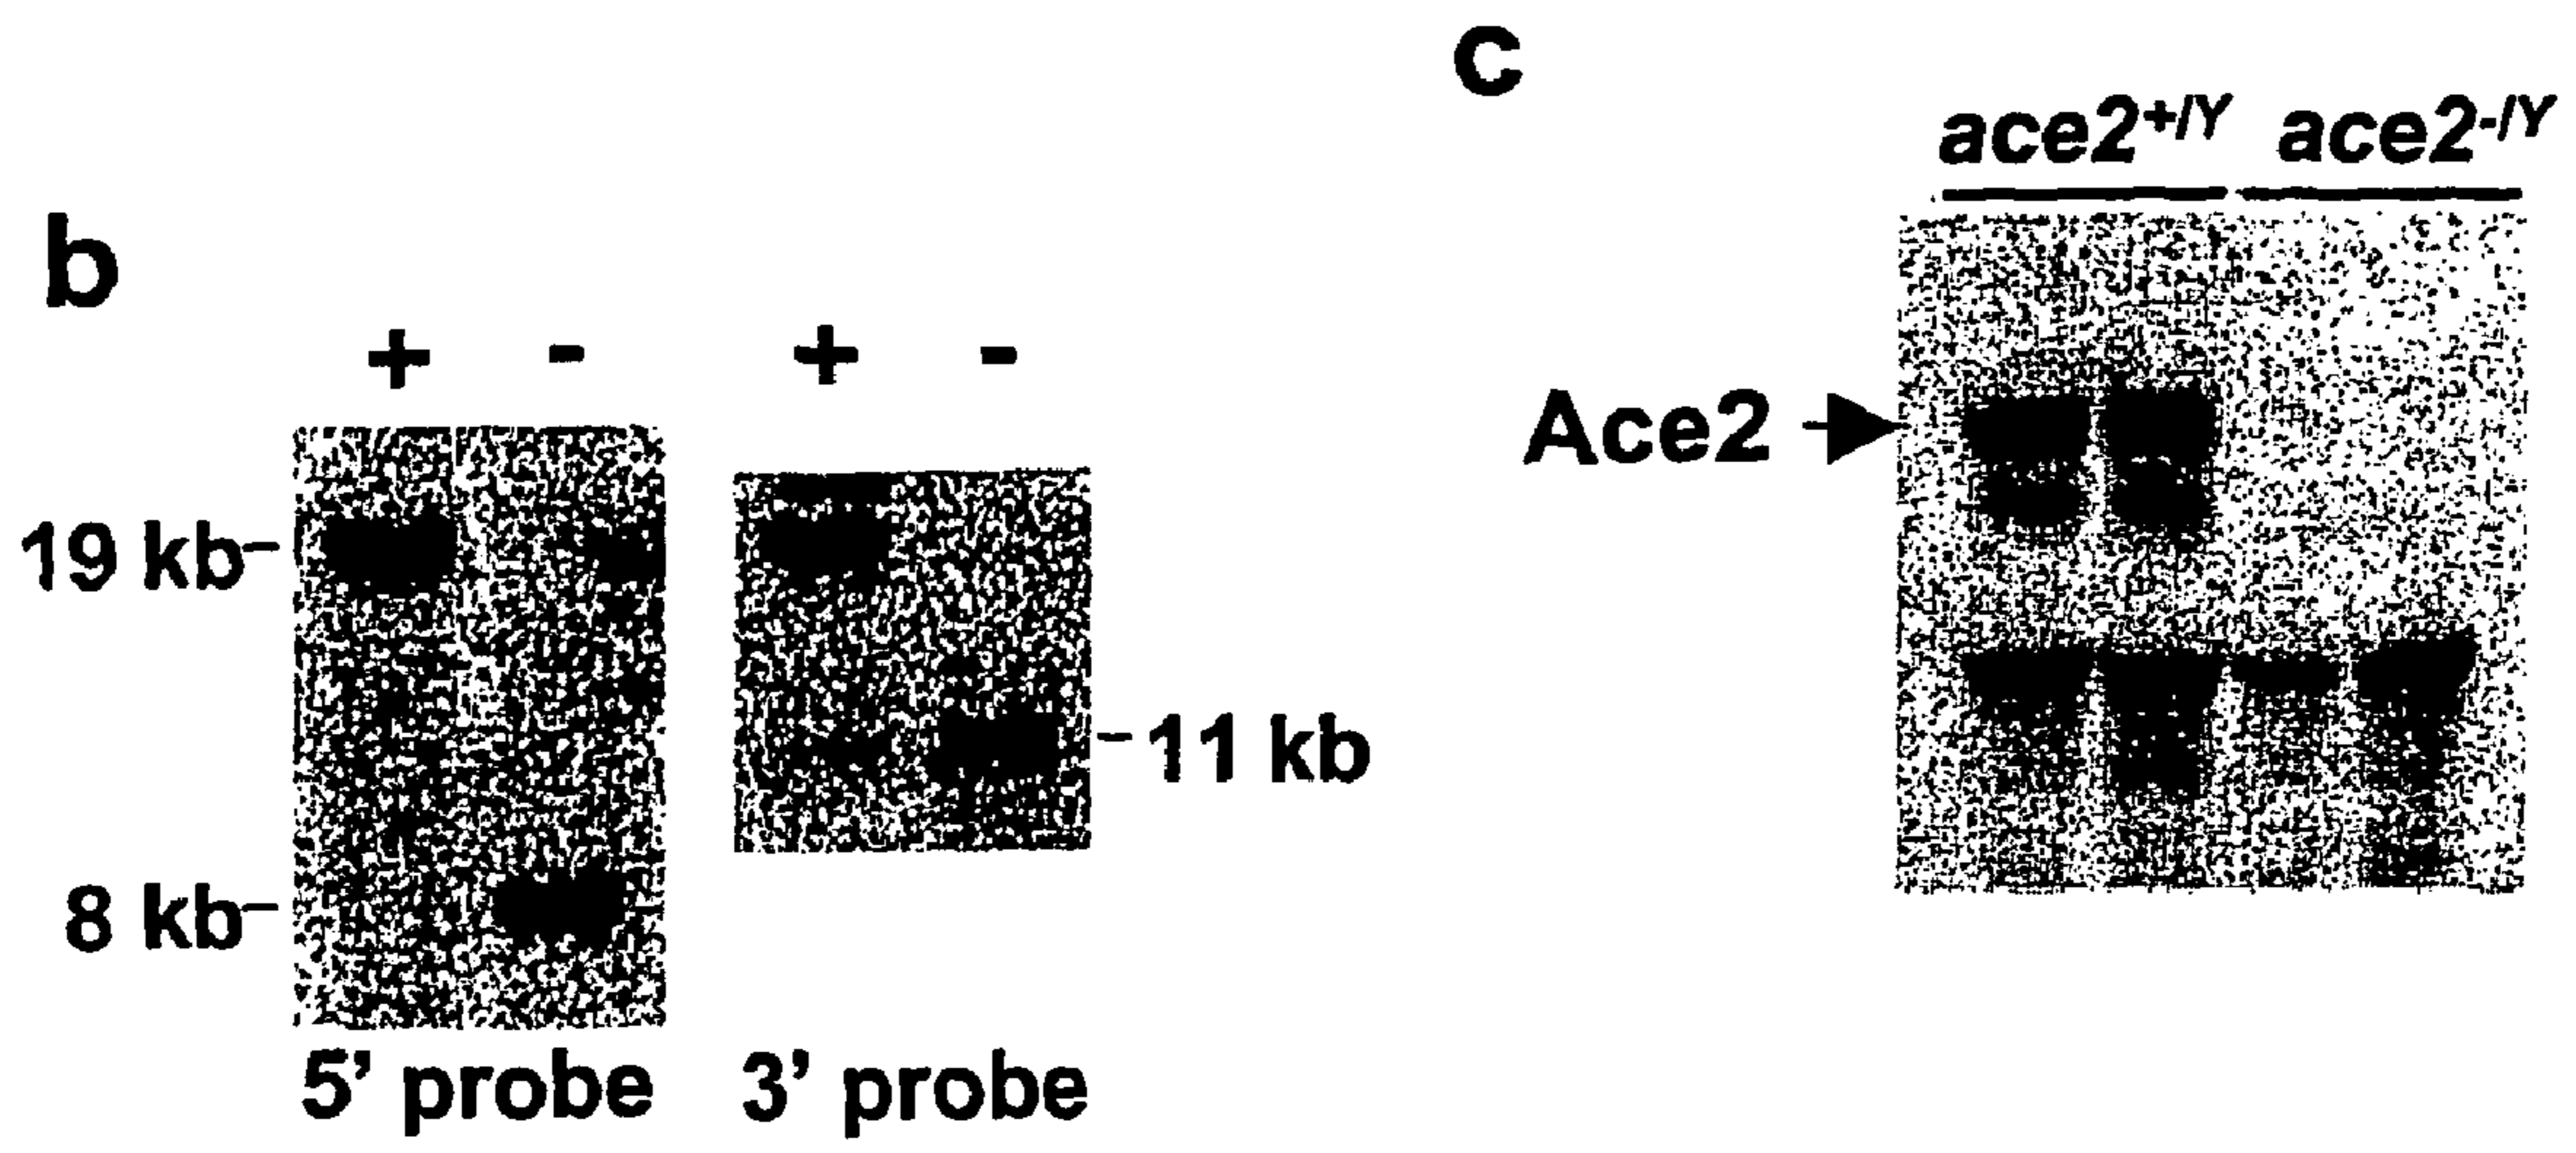 b
+ - + -
19 kb
8 kb
11 kb
5’ probe 3’ probe
c
ace2+/Y ace2-/Y
Ace2